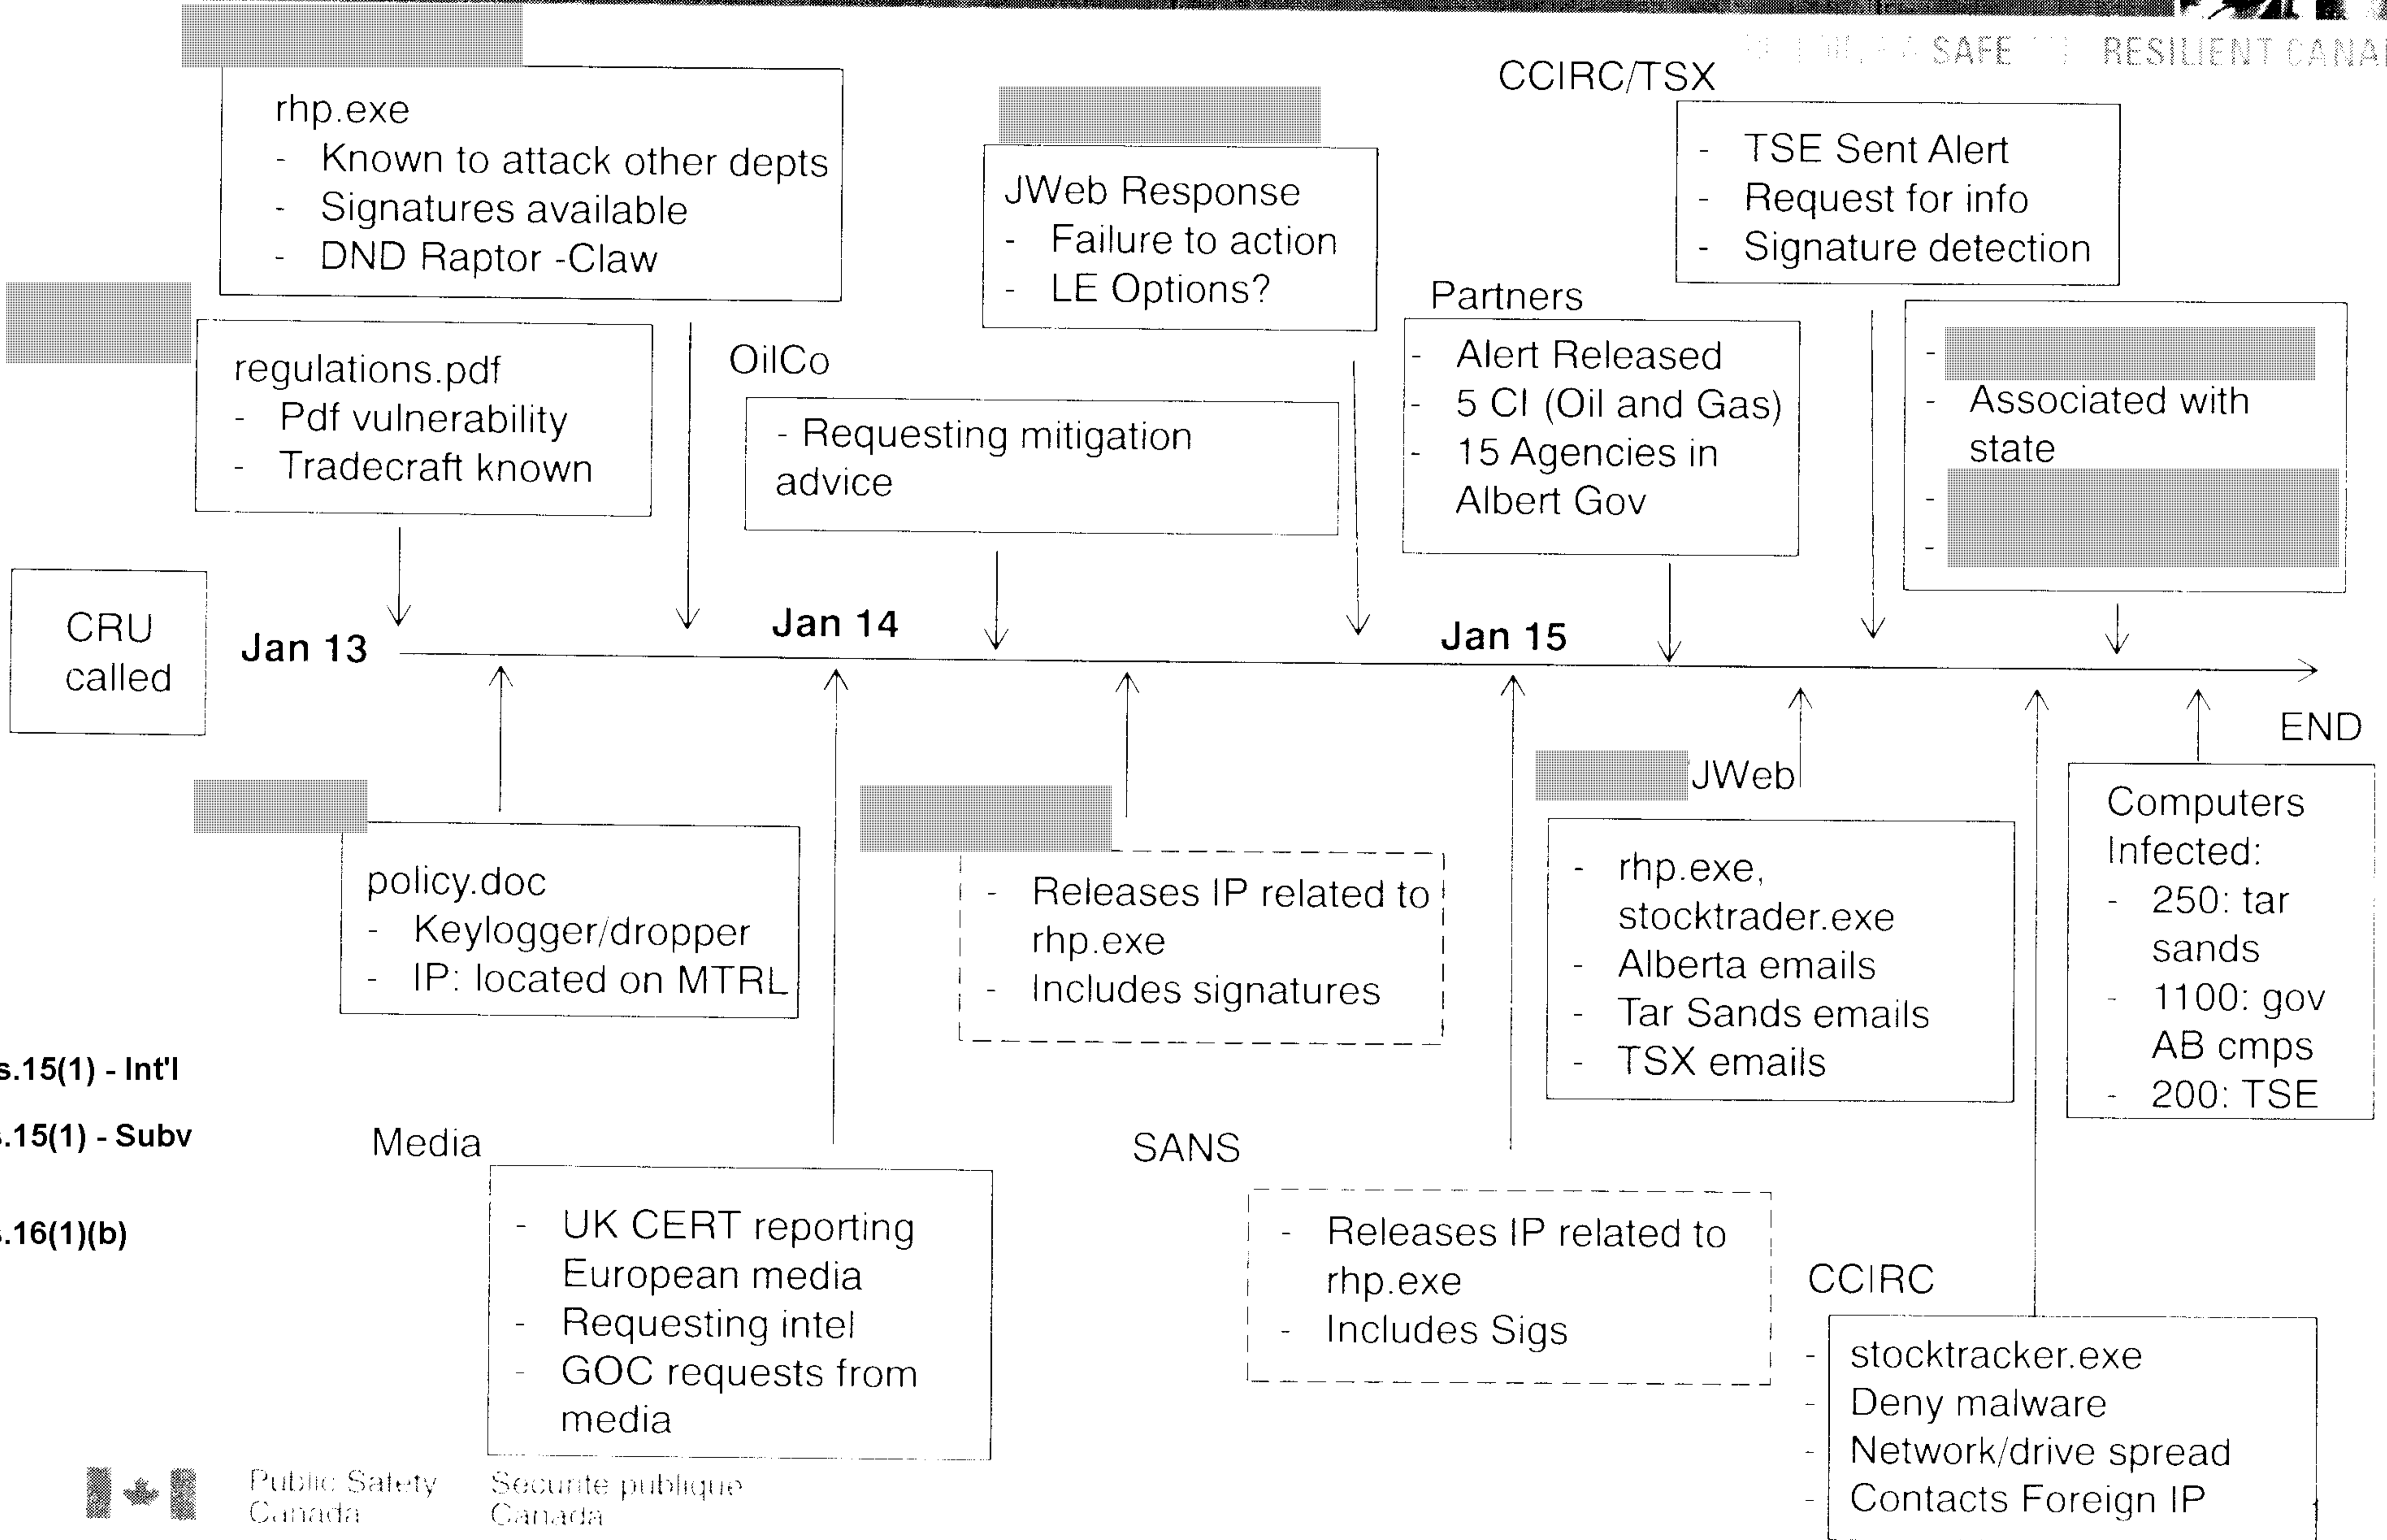 SAFE
RESILIENT CANA
rhp.exe
- Known to attack other depts
- Signatures available
- DND Raptor -Claw
JWeb Response
- Failure to action
- LE Options?
CCIRC/TSX
- TSE Sent Alert
- Request for info
- Signature detection
regulations.pdf
- Pdf vulnerability
- Tradecraft known
OilCo
- Requesting mitigation
advice
Partners
- Alert Released
- 5 CI (Oil and Gas)
- 15 Agencies in
Albert Gov
-
- Associated with
state
-
-
CRU
called
Jan 13
Jan 14
Jan 15
END
policy.doc
- Keylogger/dropper
- IP: located on MTRL
- Releases IP related to
rhp.exe
- Includes signatures
JWeb
- rhp.exe,
stocktrader.exe
- Alberta emails
- Tar Sands emails
- TSX emails
Computers
Infected:
- 250: tar
sands
- 1100: gov
AB cmps
- 200: TSE
s.15(1) - Int'l
s.15(1) - Subv
s.16(1)(b)
Media
- UK CERT reporting
European media
- Requesting intel
- GOC requests from
media
SANS
- Releases IP related to
rhp.exe
- Includes Sigs
CCIRC
- stocktracker.exe
- Deny malware
- Network/drive spread
- Contacts Foreign IP
Public Safety
Canada
Sécurité publique
Canada